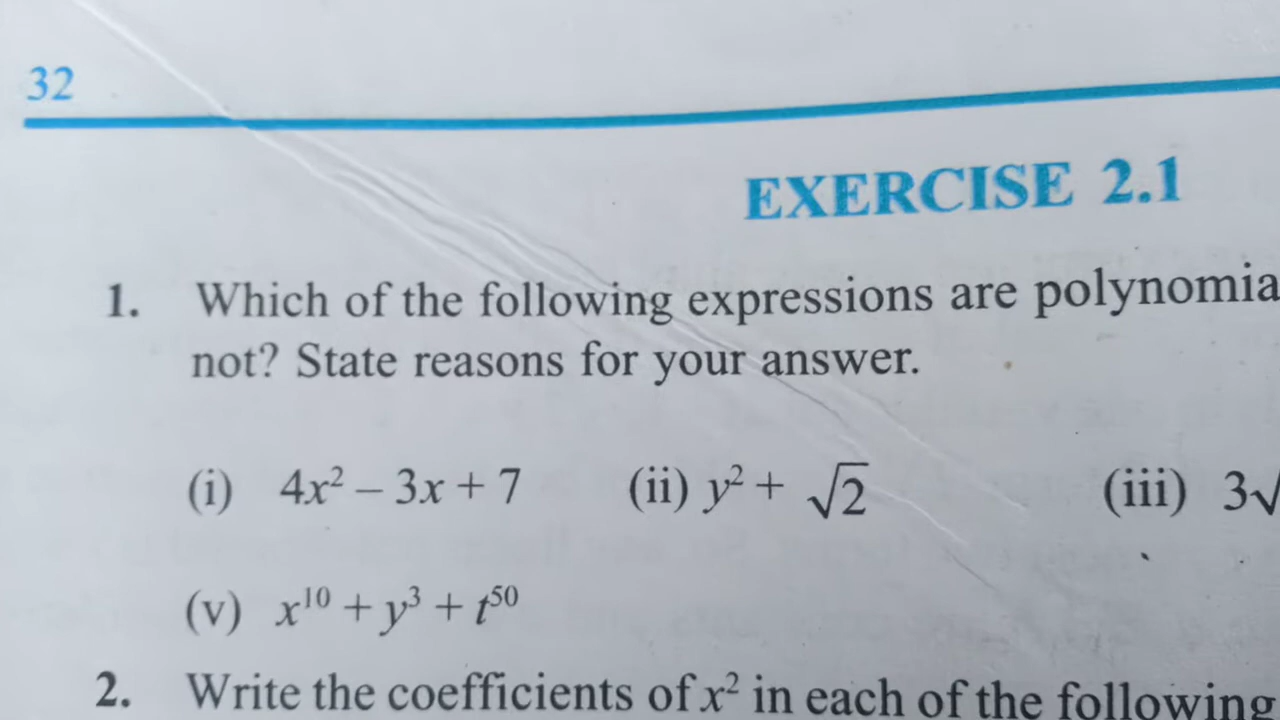 32
EXERCISE 2.1
1. Which of the following expressions are polynomia
not? State reasons for your answer.
(i) 4x² – 3x + 7 (ii) y² + √2 (iii) 3√
(v) x¹⁰ + y³ + t⁵⁰
2. Write the coefficients of x² in each of the following